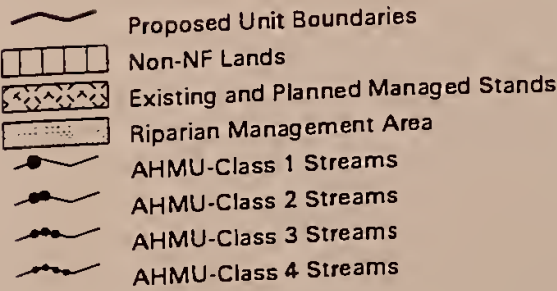 Proposed Unit Boundaries
Non-NF Lands
Existing and Planned Managed Stands
Riparian Management Area
AHMU-Class 1 Streams
AHMU-Class 2 Streams
AHMU-Class 3 Streams
AHMU-Class 4 Streams